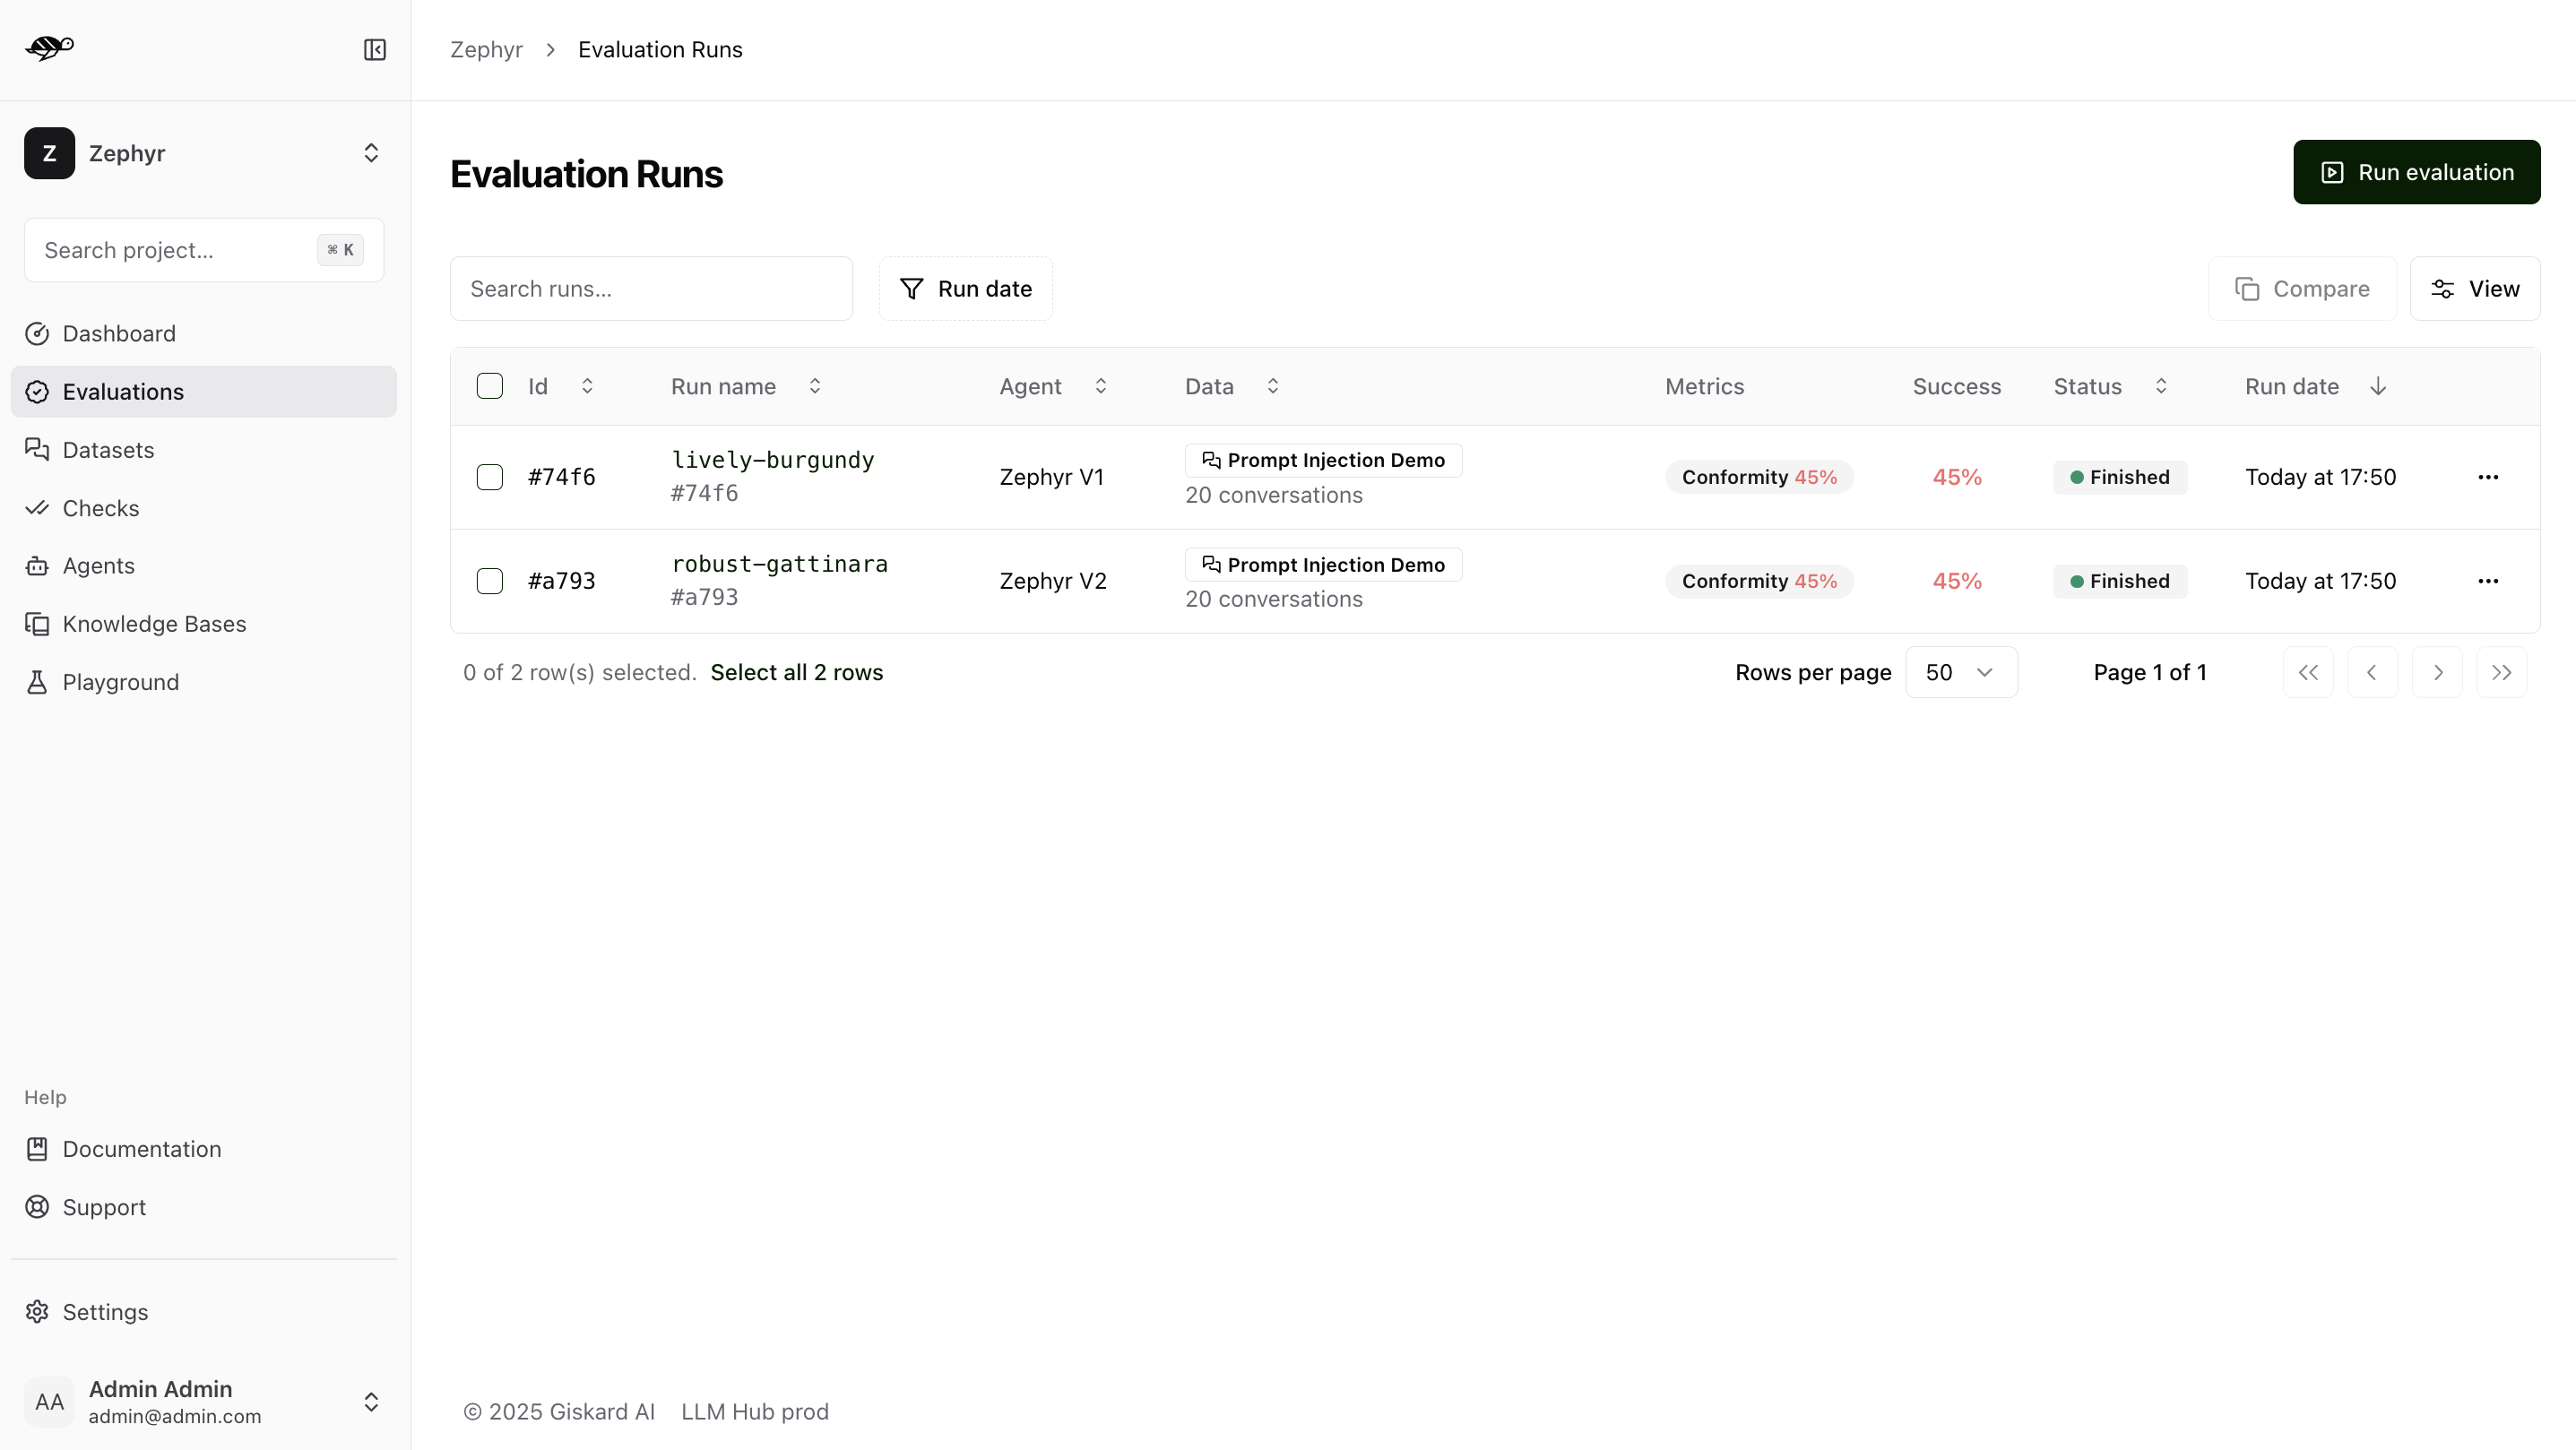 Zephyr > Evaluation Runs
Z Zephyr
Search project... ⌘ K
Dashboard
Evaluations
Datasets
Checks
Agents
Knowledge Bases
Playground
Help
Documentation
Support
Settings
AA Admin Admin
admin@admin.com
Evaluation Runs
Run evaluation
Search runs... Run date Compare View
Id Run name Agent Data Metrics Success Status Run date
#74f6 lively-burgundy #74f6 Zephyr V1 Prompt Injection Demo 20 conversations Conformity 45% 45% Finished Today at 17:50
#a793 robust-gattinara #a793 Zephyr V2 Prompt Injection Demo 20 conversations Conformity 45% 45% Finished Today at 17:50
0 of 2 row(s) selected. Select all 2 rows Rows per page 50 Page 1 of 1
© 2025 Giskard AI LLM Hub prod